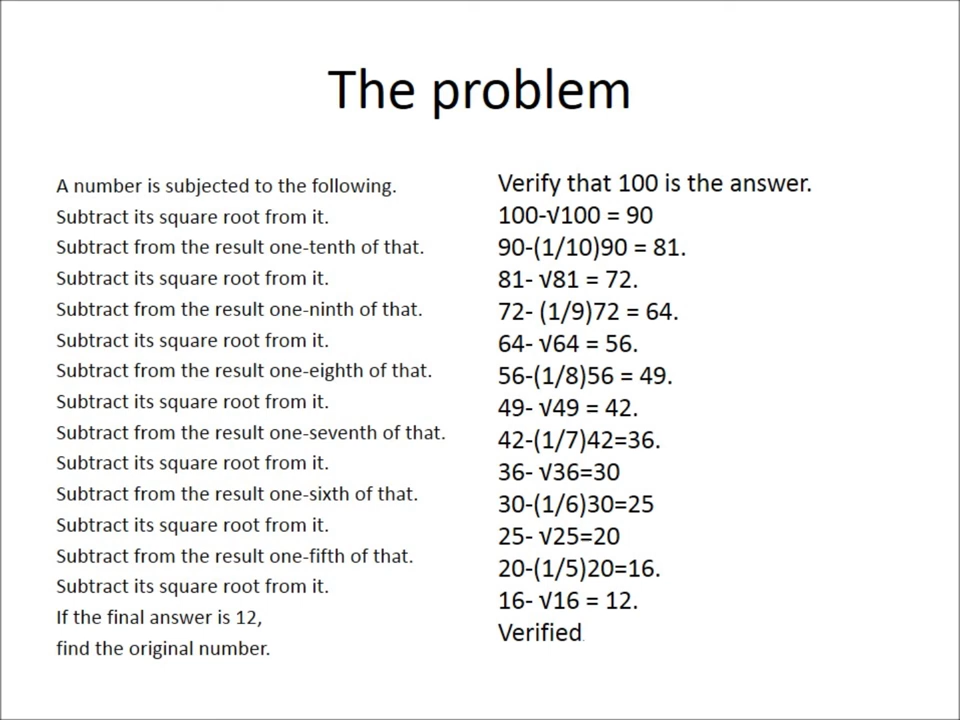 The problem
A number is subjected to the following.
Subtract its square root from it.
Subtract from the result one-tenth of that.
Subtract its square root from it.
Subtract from the result one-ninth of that.
Subtract its square root from it.
Subtract from the result one-eighth of that.
Subtract its square root from it.
Subtract from the result one-seventh of that.
Subtract its square root from it.
Subtract from the result one-sixth of that.
Subtract its square root from it.
Subtract from the result one-fifth of that.
Subtract its square root from it.
If the final answer is 12,
find the original number.
Verify that 100 is the answer.
100-√100 = 90
90-(1/10)90 = 81.
81- √81 = 72.
72- (1/9)72 = 64.
64- √64 = 56.
56-(1/8)56 = 49.
49- √49 = 42.
42-(1/7)42=36.
36- √36=30
30-(1/6)30=25
25- √25=20
20-(1/5)20=16.
16- √16 = 12.
Verified